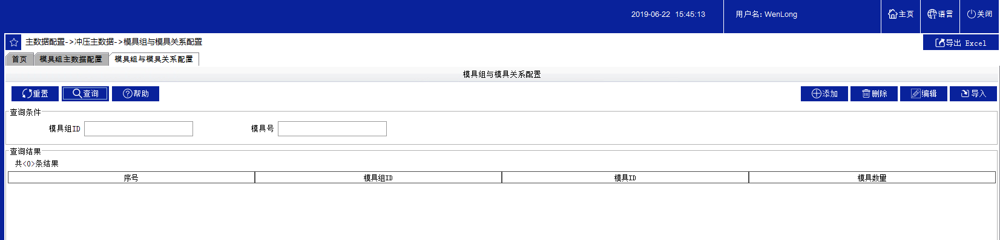 2019-06-22 15:45:13 用户名: WenLong 主页 语言 关闭
主数据配置->冲压主数据->模具组与模具关系配置 导出 Excel
首页 模具组主数据配置 模具组与模具关系配置
模具组与模具关系配置
重置 查询 帮助 添加 删除 编辑 导入
查询条件
模具组ID 模具号
查询结果
共<0>条结果
序号 模具组ID 模具ID 模具数量